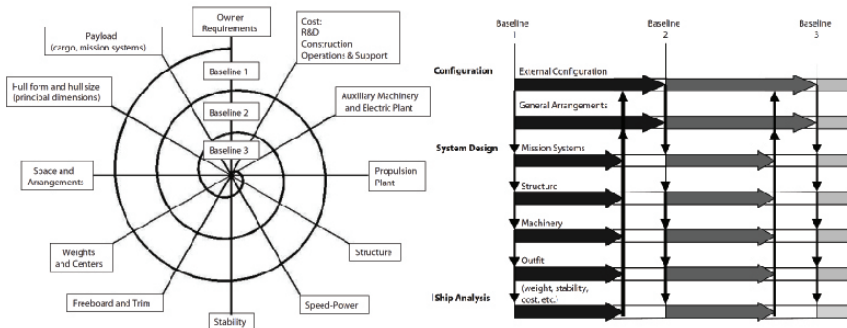 Owner
Requirements
Payload
(cargo, mission systems)
Cost:
R&D
Construction
Operations & Support
Hull form and hull size
(principal dimensions)
Baseline 1
Auxiliary Machinery
and Electric Plant
Baseline 2
Baseline 3
Space and
Arrangements
Propulsion
Plant
Weights
and Centers
Structure
Freeboard and Trim
Speed-Power
Stability
Baseline
1
Baseline
2
Baseline
3
Configuration
External Configuration
General Arrangements
System Design
Mission Systems
Structure
Machinery
Outfit
(weight, stability,
cost, etc.)
Ship Analysis